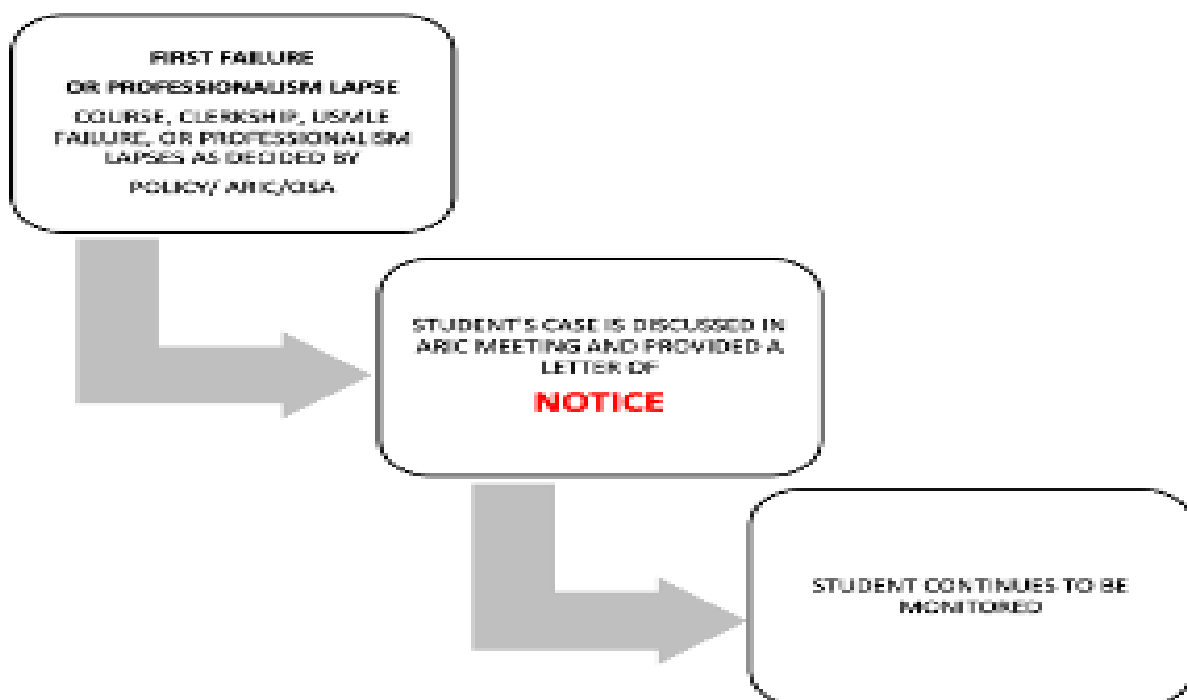 FIRST FAILURE
OR PROFESSIONALISM LAPSE
COURSE, CLERKSHIP, USMLE
FAILURE, OR PROFESSIONALISM
LAPSES AS DECIDED BY
POLICY/ ARIC/OSA
STUDENT'S CASE IS DISCUSSED IN
ARIC MEETING AND PROVIDED A
LETTER OF
NOTICE
STUDENT CONTINUES TO BE
MONITORED